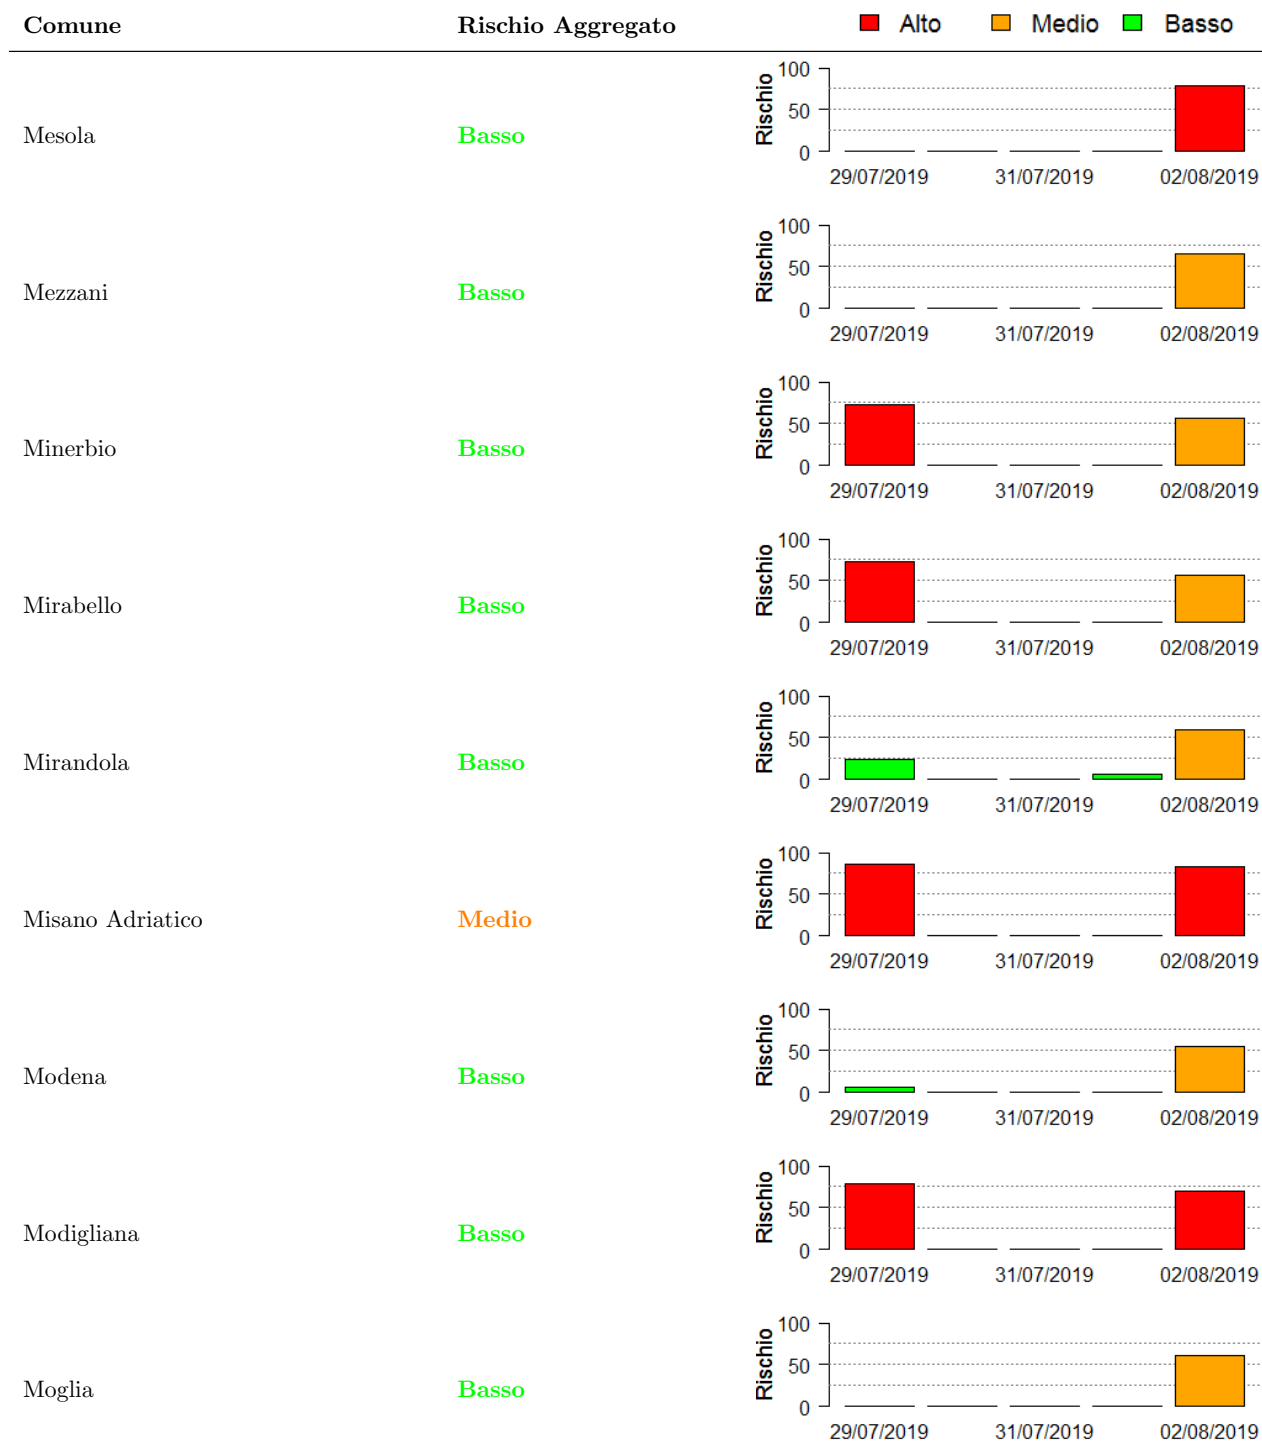 Comune Rischio Aggregato Alto Medio Basso
Mesola Basso Rischio 100 50 0
29/07/2019 31/07/2019 02/08/2019
Mezzani Basso Rischio 100 50 0
29/07/2019 31/07/2019 02/08/2019
Minerbio Basso Rischio 100 50 0
29/07/2019 31/07/2019 02/08/2019
Mirabello Basso Rischio 100 50 0
29/07/2019 31/07/2019 02/08/2019
Mirandola Basso Rischio 100 50 0
29/07/2019 31/07/2019 02/08/2019
Misano Adriatico Medio Rischio 100 50 0
29/07/2019 31/07/2019 02/08/2019
Modena Basso Rischio 100 50 0
29/07/2019 31/07/2019 02/08/2019
Modigliana Basso Rischio 100 50 0
29/07/2019 31/07/2019 02/08/2019
Moglia Basso Rischio 100 50 0
29/07/2019 31/07/2019 02/08/2019